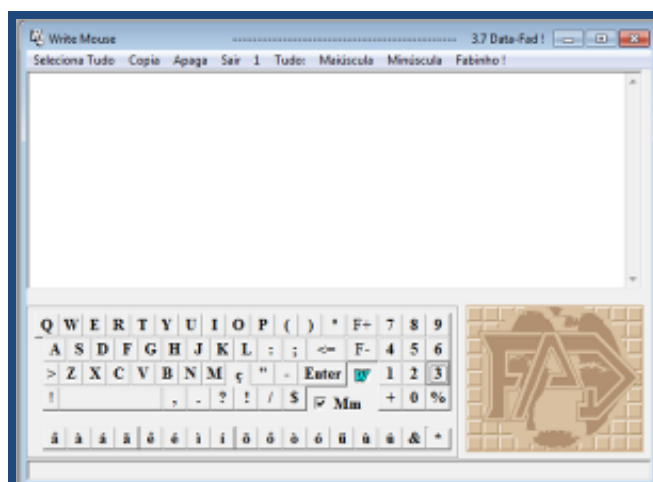 Write Mouse 3.7 Data-Fad !
Seleciona Tudo Copia Apaga Sair 1 Tudo: Maiúscula Minúscula Fabinho !
Q W E R T Y U I O P ( ) * F+ 7 8 9
A S D F G H J K L : ; <= F- 4 5 6
> Z X C V B N M ç " - Enter W 1 2 3
! , . ? ! / $ Mm + 0 %
&
FAD